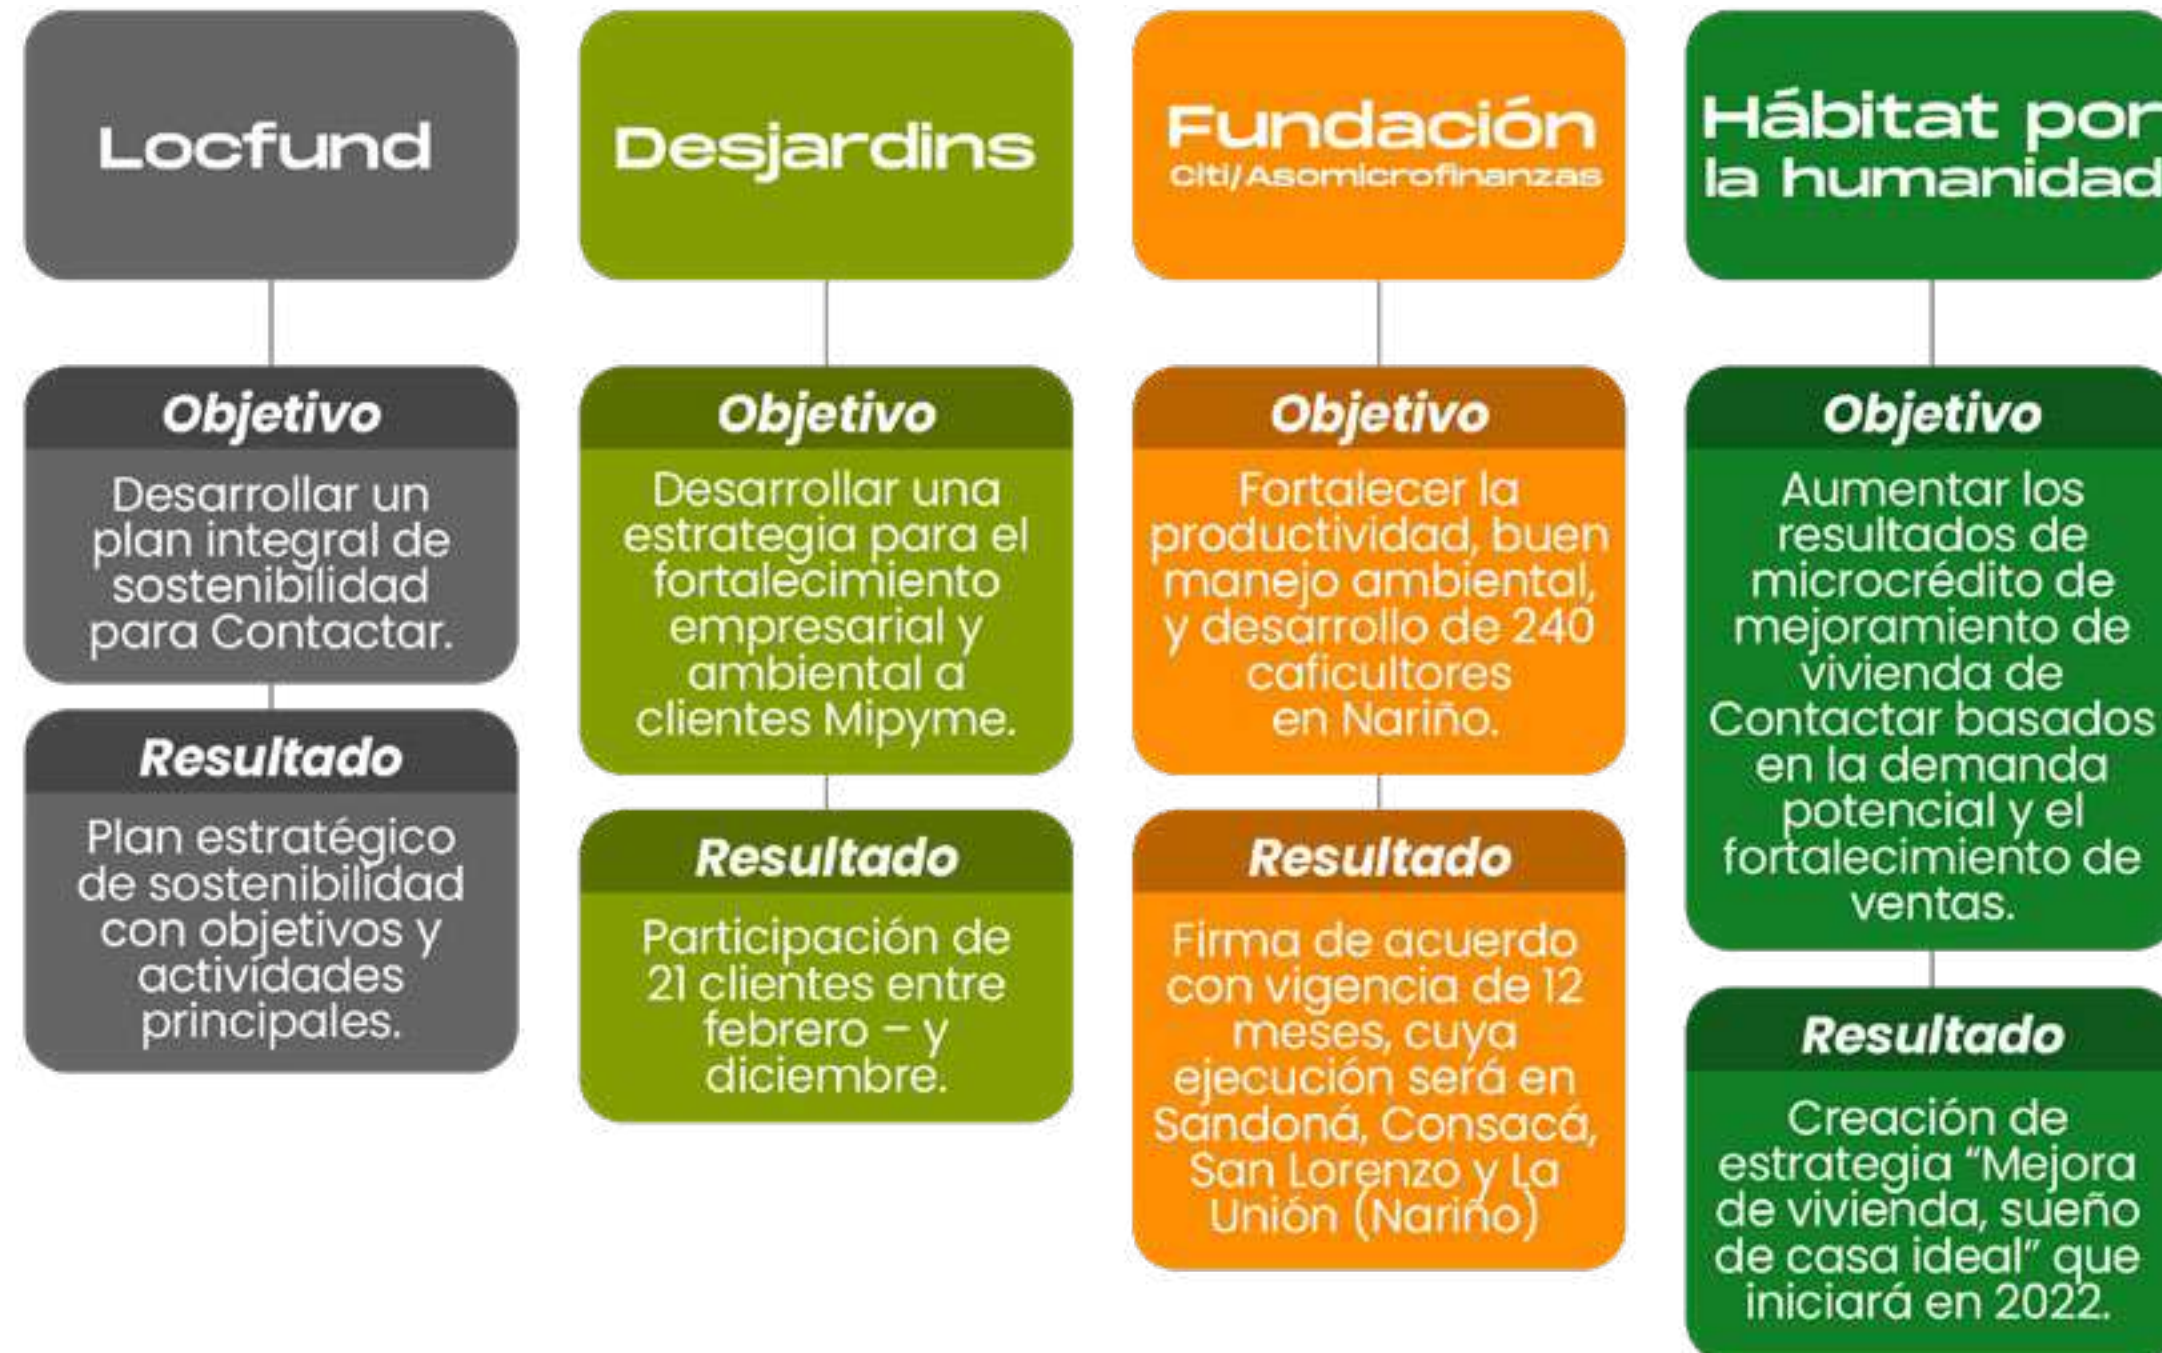 Locfund
Objetivo
Desarrollar un
plan integral de
sostenibilidad
para Contactar.
Resultado
Plan estratégico
de sostenibilidad
con objetivos y
actividades
principales.
Desjardins
Objetivo
Desarrollar una
estrategia para el
fortalecimiento
empresarial y
ambiental a
clientes Mipyme.
Resultado
Participación de
21 clientes entre
febrero – y
diciembre.
Fundación
Citi/Asomicrofinanzas
Objetivo
Fortalecer la
productividad, buen
manejo ambiental,
y desarrollo de 240
caficultores
en Nariño.
Resultado
Firma de acuerdo
con vigencia de 12
meses, cuya
ejecución será en
Sandoná, Consacá,
San Lorenzo y La
Unión (Nariño)
Hábitat por
la humanidad
Objetivo
Aumentar los
resultados de
microcrédito de
mejoramiento de
vivienda de
Contactar basados
en la demanda
potencial y el
fortalecimiento de
ventas.
Resultado
Creación de
estrategia “Mejora
de vivienda, sueño
de casa ideal” que
iniciará en 2022.